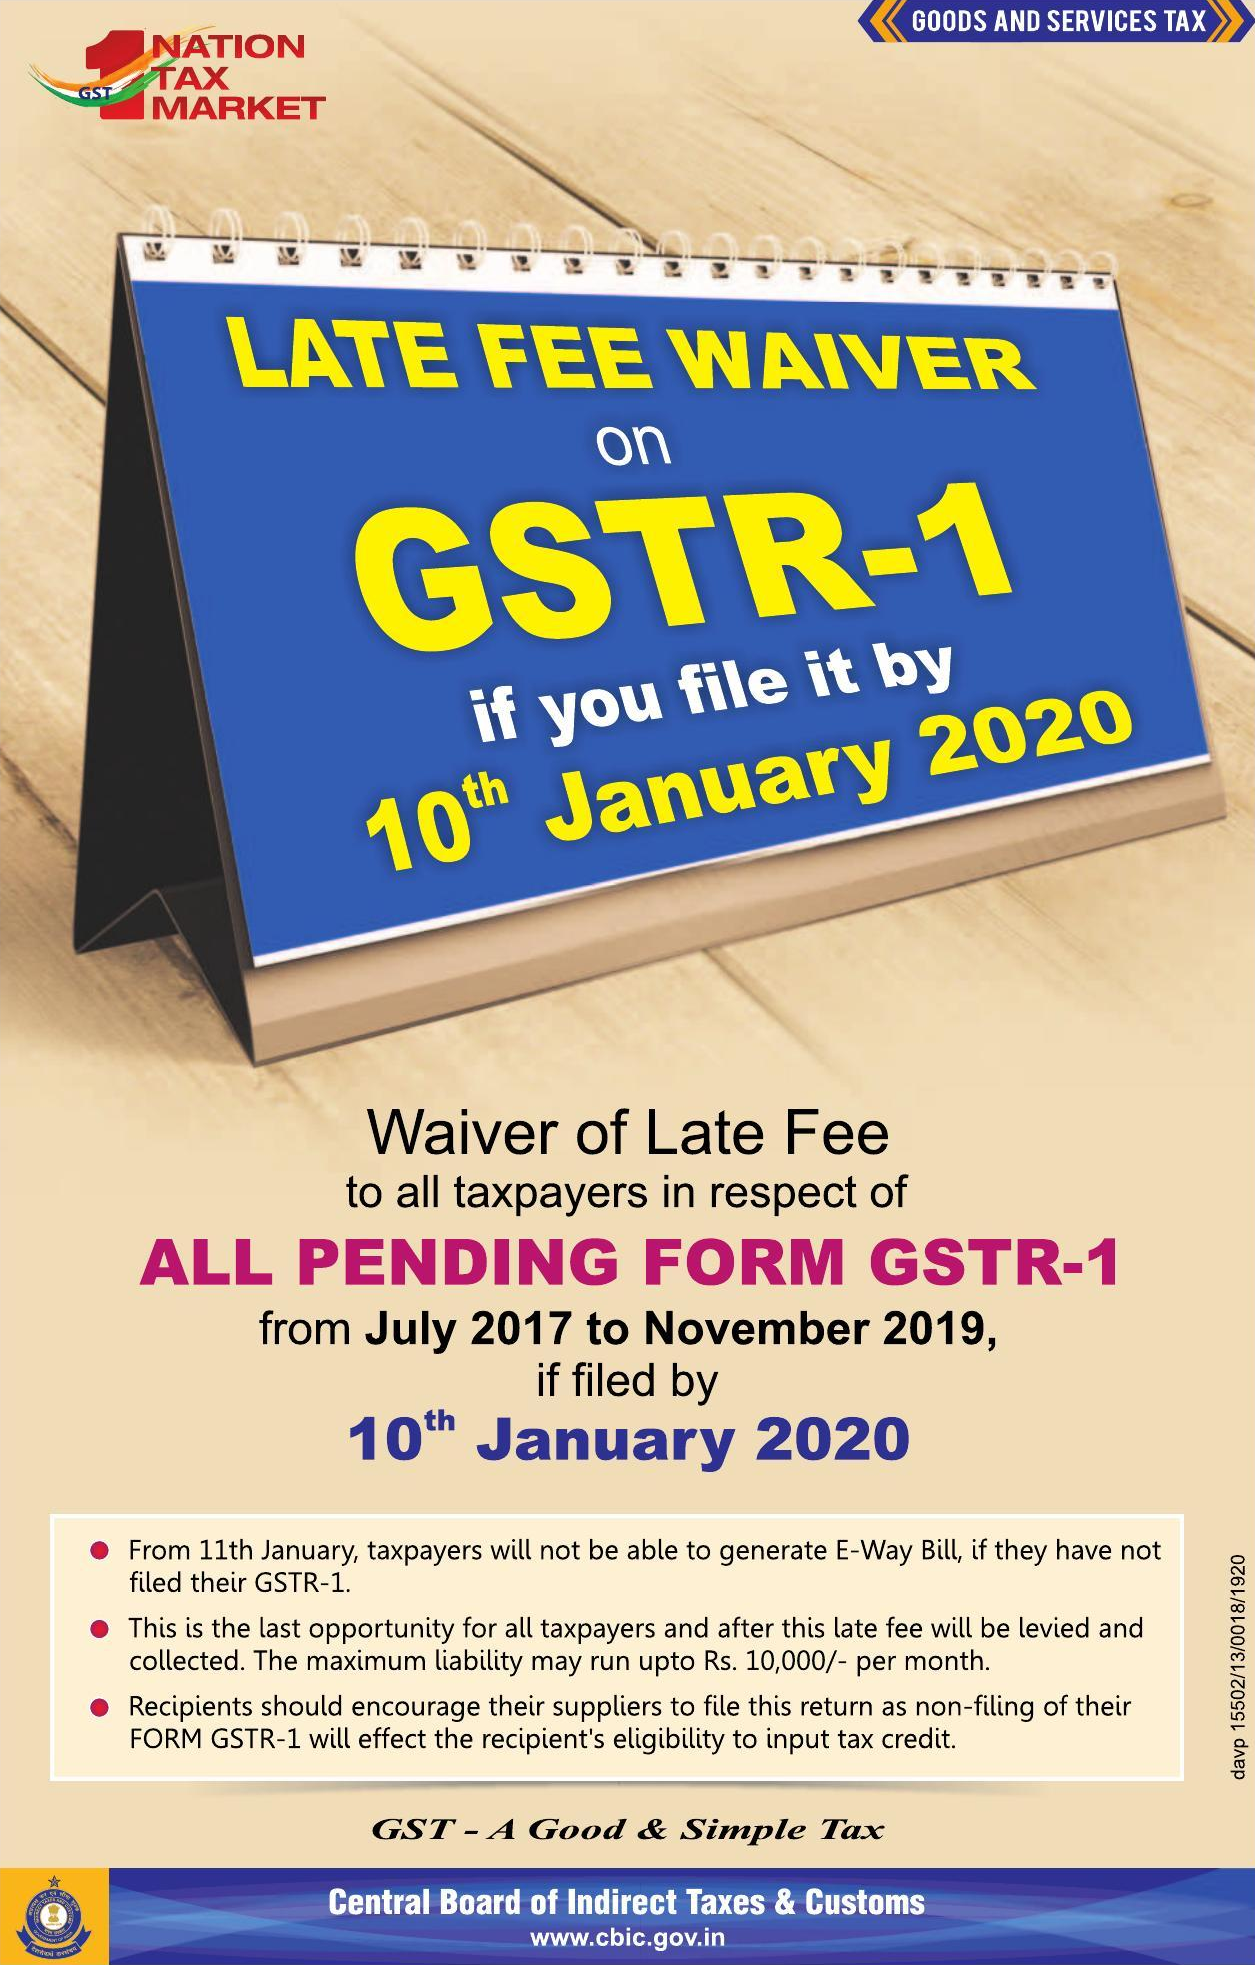 GOODS AND SERVICES TAX
GST
1
NATION
TAX
MARKET
LATE FEE WAIVER
on
GSTR-1
if you file it by
10th January 2020
Waiver of Late Fee
to all taxpayers in respect of
ALL PENDING FORM GSTR-1
from July 2017 to November 2019,
if filed by
10th January 2020
From 11th January, taxpayers will not be able to generate E-Way Bill, if they have not
filed their GSTR-1.
This is the last opportunity for all taxpayers and after this late fee will be levied and
collected. The maximum liability may run upto Rs. 10,000/- per month.
Recipients should encourage their suppliers to file this return as non-filing of their
FORM GSTR-1 will effect the recipient's eligibility to input tax credit.
davp 15502/13/0018/1920
GST - A Good & Simple Tax
Central Board of Indirect Taxes & Customs
www.cbic.gov.in